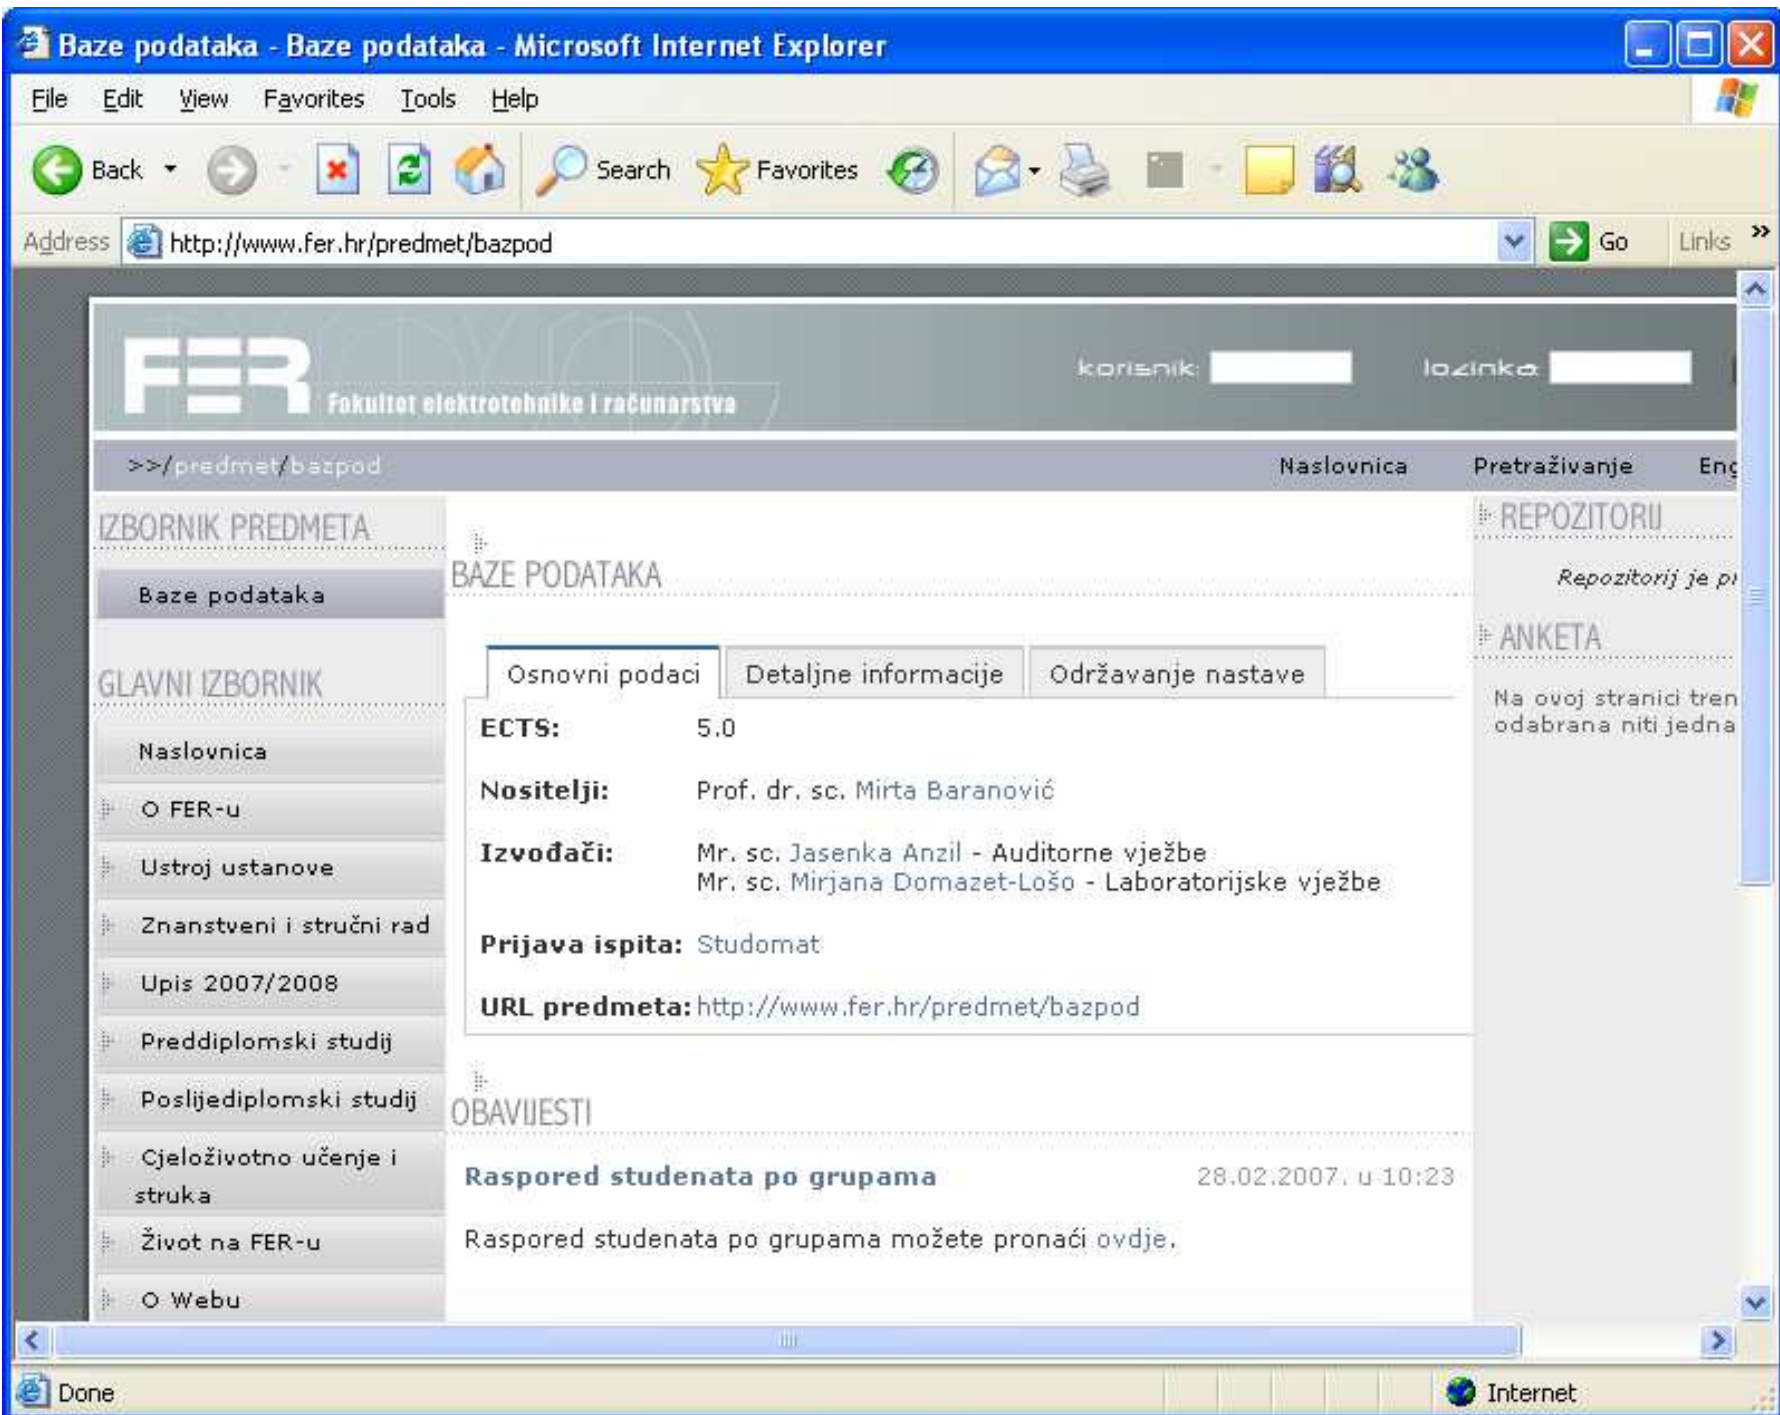 Baze podataka - Baze podataka - Microsoft Internet Explorer
File Edit View Favorites Tools Help
Back Search Favorites
Address http://www.fer.hr/predmet/bazpod Go Links »
FER
Fakultet elektrotehnike i računarstva
korisnik: lozinka:
>>/predmet/bazpod Naslovnica Pretraživanje Eng
IZBORNIK PREDMETA
Baze podataka
GLAVNI IZBORNIK
Naslovnica
O FER-u
Ustroj ustanove
Znanstveni i stručni rad
Upis 2007/2008
Preddiplomski studij
Poslijediplomski studij
Cjeloživotno učenje i
struka
Život na FER-u
O Webu
BAZE PODATAKA
Osnovni podaci Detaljne informacije Održavanje nastave
ECTS: 5.0
Nositelji: Prof. dr. sc. Mirta Baranović
Izvođači: Mr. sc. Jasenka Anzil - Auditorne vježbe
Mr. sc. Mirjana Domazet-Lošo - Laboratorijske vježbe
Prijava ispita: Studomat
URL predmeta: http://www.fer.hr/predmet/bazpod
OBAVIJESTI
Raspored studenata po grupama 28.02.2007. u 10:23
Raspored studenata po grupama možete pronaći ovdje.
REPOZITORIJ
Repozitorij je pr
ANKETA
Na ovoj stranici tren
odabrana niti jedna
Done Internet